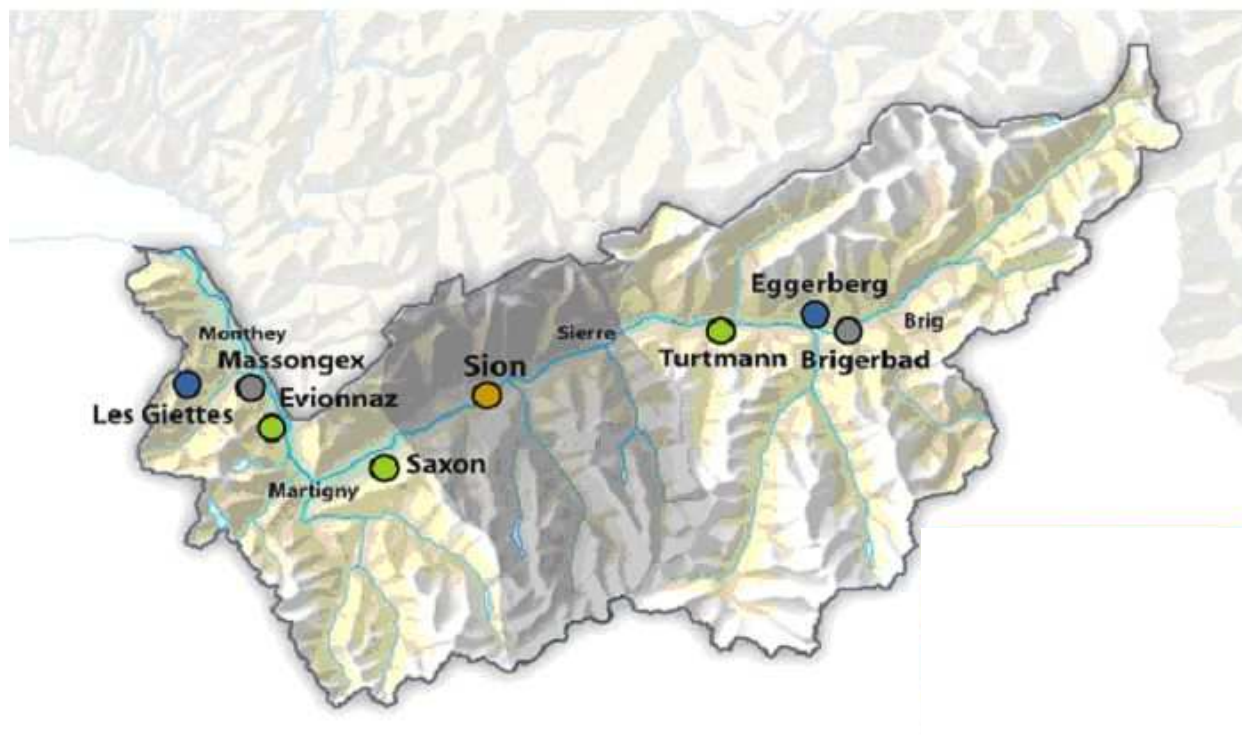 Eggerberg
Monthey
Sierre
Brig
Massongex
Sion
Turtmann
Brigerbad
Les Giettes
Evionnaz
Saxon
Martigny